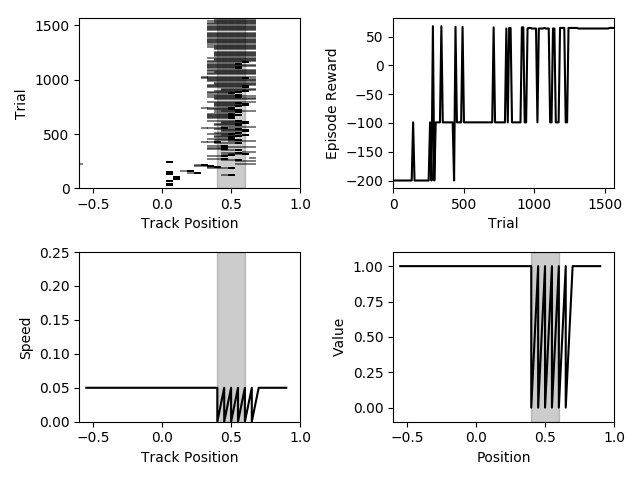 1500
1000
500
0
Trial
−0.5 0.0 0.5 1.0
Track Position
50
0
−50
−100
−150
−200
Episode Reward
0 500 1000 1500
Trial
0.25
0.20
0.15
0.10
0.05
0.00
Speed
−0.5 0.0 0.5 1.0
Track Position
1.00
0.75
0.50
0.25
0.00
Value
−0.5 0.0 0.5 1.0
Position